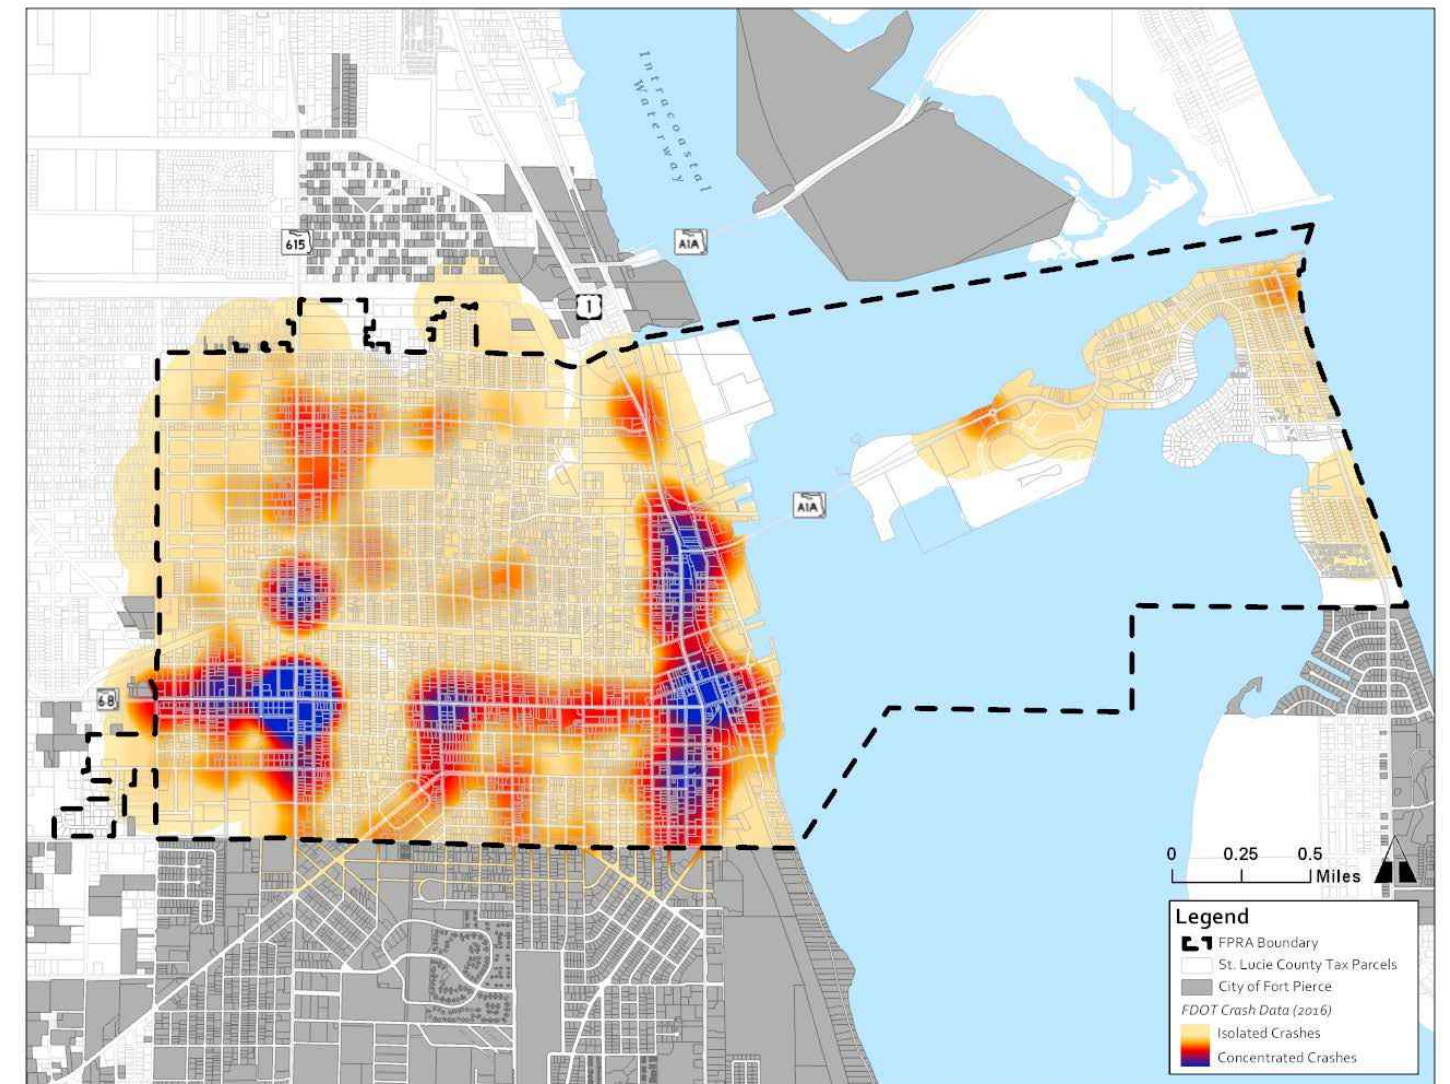 Intracoastal
Waterway
615
A1A
1
A1A
68
0 0.25 0.5
Miles
Legend
FPRA Boundary
St. Lucie County Tax Parcels
City of Fort Pierce
FDOT Crash Data (2016)
Isolated Crashes
Concentrated Crashes